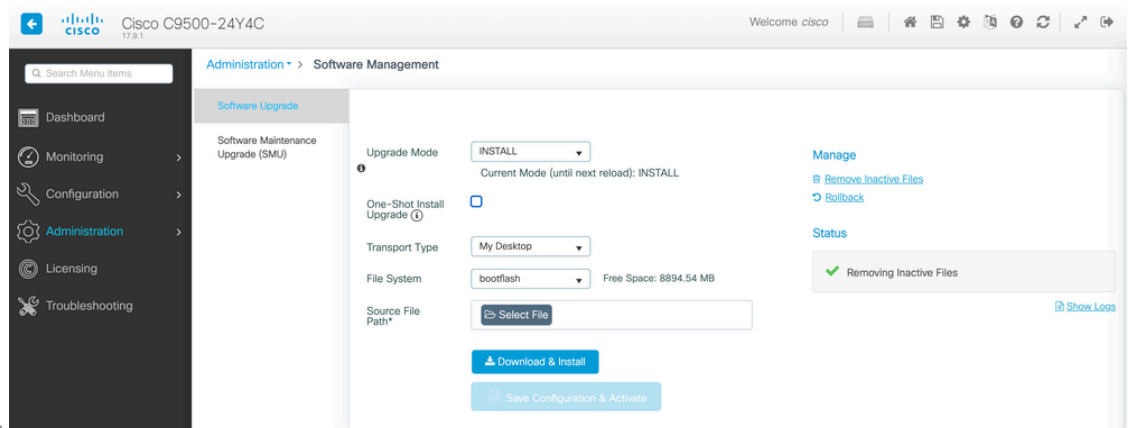 cisco
Cisco C9500-24Y4C
17.9.1
Welcome cisco
Search Menu Items
Dashboard
Monitoring
Configuration
Administration
Licensing
Troubleshooting
Administration > Software Management
Software Upgrade
Software Maintenance
Upgrade (SMU)
Upgrade Mode
INSTALL
Current Mode (until next reload): INSTALL
One-Shot Install
Upgrade
Transport Type
My Desktop
File System
bootflash
Free Space: 8894.54 MB
Source File
Path*
Select File
Download & Install
Save Configuration & Activate
Manage
Remove Inactive Files
Rollback
Status
Removing Inactive Files
Show Logs